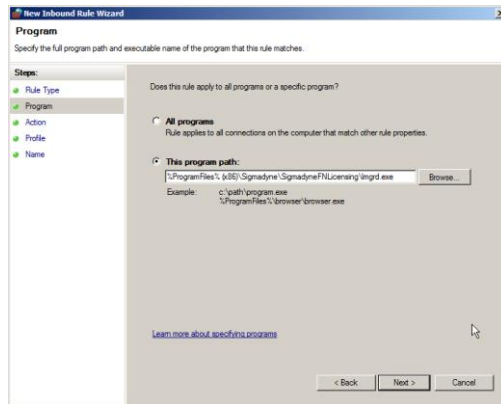 New Inbound Rule Wizard
Program
Specify the full program path and executable name of the program that this rule matches.
Steps:
Rule Type
Program
Action
Profile
Name
Does this rule apply to all programs or a specific program?
All programs
Rule applies to all connections on the computer that match other rule properties.
This program path:
%ProgramFiles% (x86)\Sigmadyne\SigmadyneFNLicensing\lmgrd.exe
Browse...
Example: c:\path\program.exe
%ProgramFiles%\browser\browser.exe
Learn more about specifying programs
< Back
Next >
Cancel